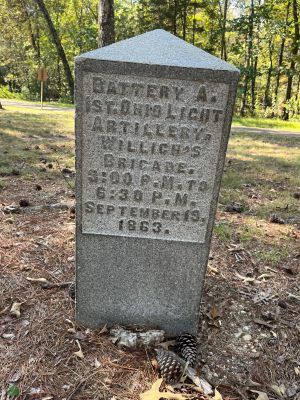 BATTERY A.
1ST. OHIO LIGHT
ARTILLERY,
WILLICH'S
BRIGADE.
3:00 P.M. TO
6:30 P.M.
SEPTEMBER 19,
1863.